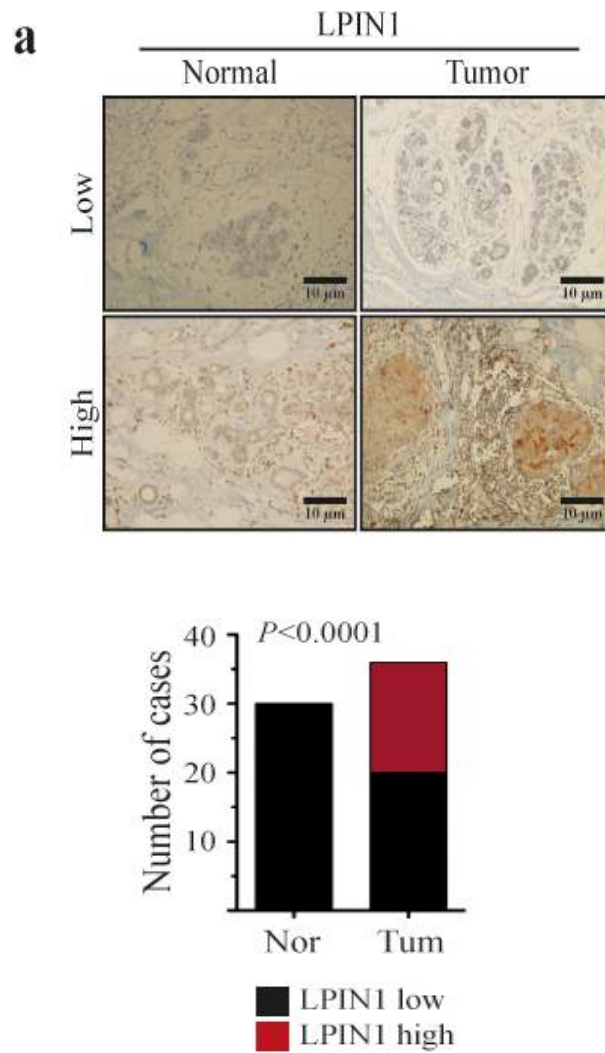 a
LPIN1
Normal Tumor
Low
10 µm
10 µm
High
10 µm
10 µm
P<0.0001
Number of cases
40
30
20
10
Nor Tum
LPIN1 low
LPIN1 high